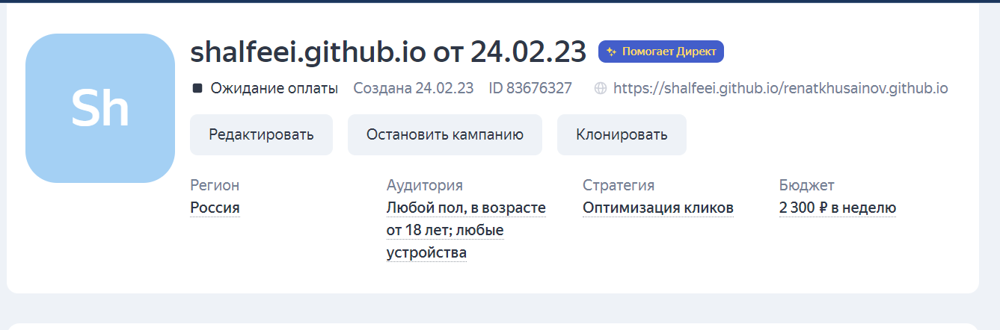 Sh
shalfeei.github.io от 24.02.23 Помогает Директ
Ожидание оплаты Создана 24.02.23 ID 83676327 https://shalfeei.github.io/renatkhusainov.github.io
Редактировать Остановить кампанию Клонировать
Регион Аудитория Стратегия Бюджет
Россия Любой пол, в возрасте Оптимизация кликов 2 300 ₽ в неделю
от 18 лет; любые
устройства